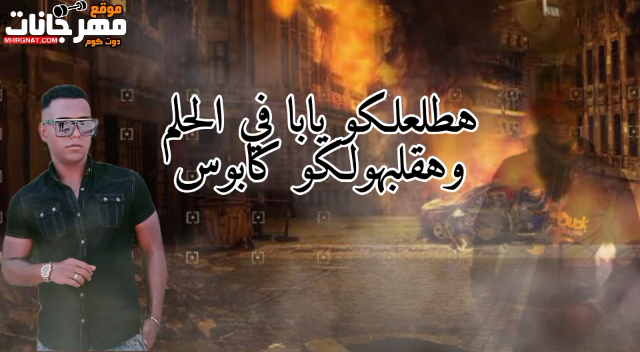 موقع
مهرجانات
دوت كوم
MHRGNAT.COM
هطلعلكو يابا في الحلم
وهقلبهولكو كابوس